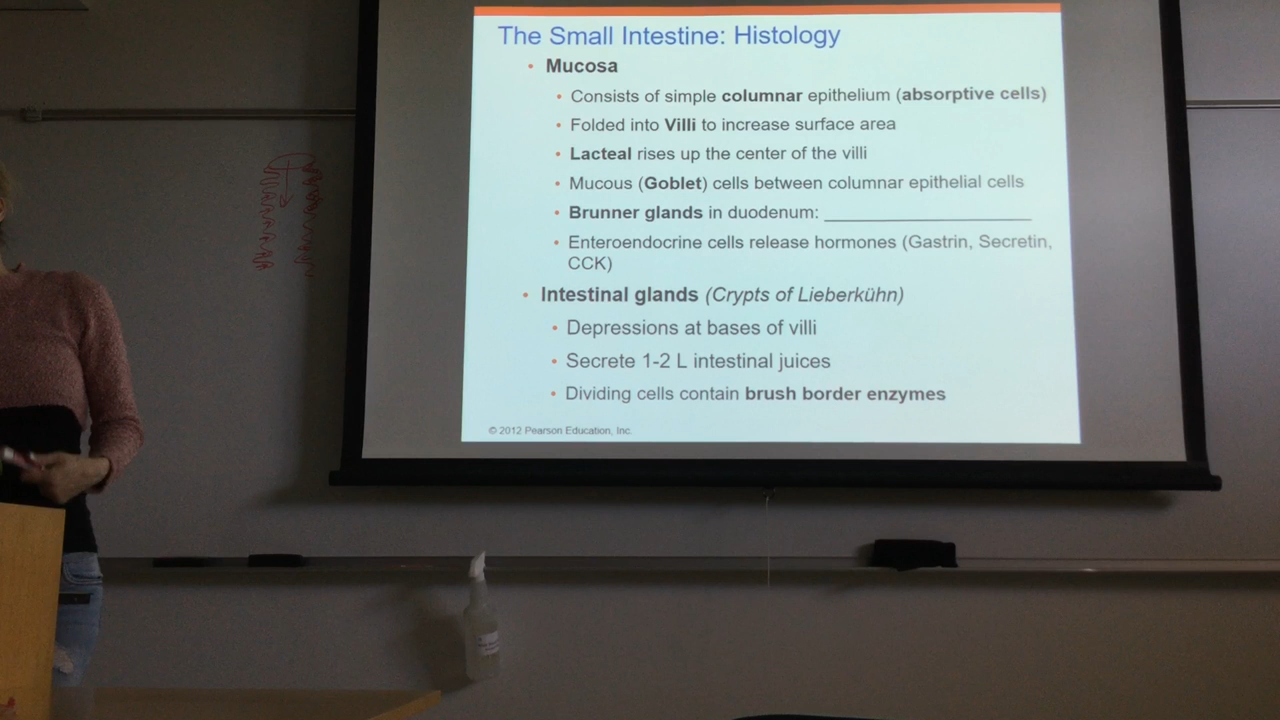 The Small Intestine: Histology
• Mucosa
• Consists of simple columnar epithelium (absorptive cells)
• Folded into Villi to increase surface area
• Lacteal rises up the center of the villi
• Mucous (Goblet) cells between columnar epithelial cells
• Brunner glands in duodenum: ____________________
• Enteroendocrine cells release hormones (Gastrin, Secretin,
CCK)
• Intestinal glands (Crypts of Lieberkühn)
• Depressions at bases of villi
• Secrete 1-2 L intestinal juices
• Dividing cells contain brush border enzymes
© 2012 Pearson Education, Inc.